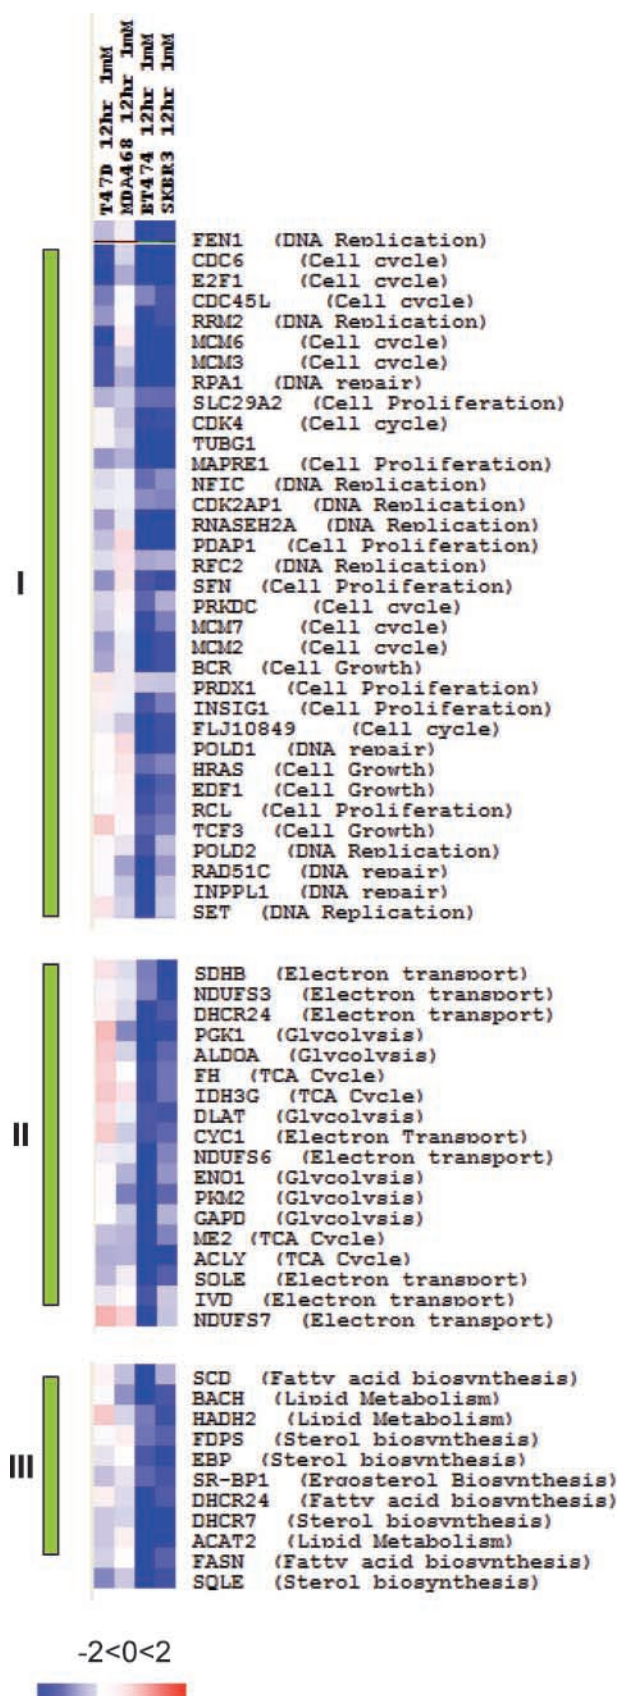 T47D 12hr 1mM
MDA468 12hr 1mM
BT474 12hr 1mM
SKBR3 12hr 1mM
FEN1 (DNA Replication)
CDC6 (Cell cycle)
E2F1 (Cell cycle)
CDC45L (Cell cycle)
RRM2 (DNA Replication)
MCM6 (Cell cycle)
MCM3 (Cell cycle)
RPA1 (DNA repair)
SLC29A2 (Cell Proliferation)
CDK4 (Cell cycle)
TUBG1
MAPRE1 (Cell Proliferation)
NFIC (DNA Replication)
CDK2AP1 (DNA Replication)
RNASEH2A (DNA Replication)
PDAP1 (Cell Proliferation)
RFC2 (DNA Replication)
SFN (Cell Proliferation)
PRKDC (Cell cycle)
MCM7 (Cell cycle)
MCM2 (Cell cycle)
BCR (Cell Growth)
PRDX1 (Cell Proliferation)
INSIG1 (Cell Proliferation)
FLJ10849 (Cell cycle)
POLD1 (DNA repair)
HRAS (Cell Growth)
EDF1 (Cell Growth)
RCL (Cell Proliferation)
TCF3 (Cell Growth)
POLD2 (DNA Replication)
RAD51C (DNA repair)
INPPL1 (DNA repair)
SET (DNA Replication)
I
SDHB (Electron transport)
NDUFS3 (Electron transport)
DHCR24 (Electron transport)
PGK1 (Glycolysis)
ALDOA (Glycolysis)
FH (TCA Cycle)
IDH3G (TCA Cycle)
DLAT (Glycolysis)
CYC1 (Electron Transport)
NDUFS6 (Electron transport)
ENO1 (Glycolysis)
PKM2 (Glycolysis)
GAPD (Glycolysis)
ME2 (TCA Cycle)
ACLY (TCA Cycle)
SQLE (Electron transport)
IVD (Electron transport)
NDUFS7 (Electron transport)
II
SCD (Fatty acid biosynthesis)
BACH (Lipid Metabolism)
HADH2 (Lipid Metabolism)
FDPS (Sterol biosynthesis)
EBP (Sterol biosynthesis)
SR-BP1 (Ergosterol Biosynthesis)
DHCR24 (Fatty acid biosynthesis)
DHCR7 (Sterol biosynthesis)
ACAT2 (Lipid Metabolism)
FASN (Fatty acid biosynthesis)
SQLE (Sterol biosynthesis)
III
-2<0<2